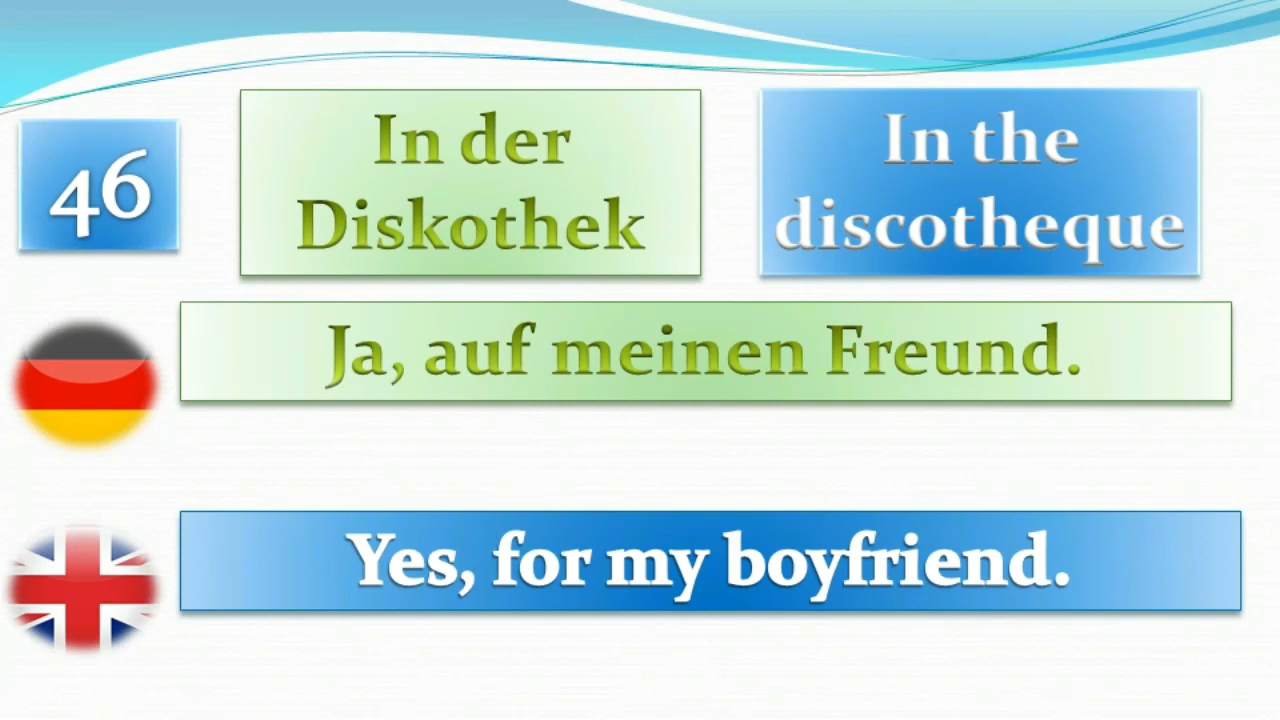 46
In der
Diskothek
In the
discotheque
Ja, auf meinen Freund.
Yes, for my boyfriend.